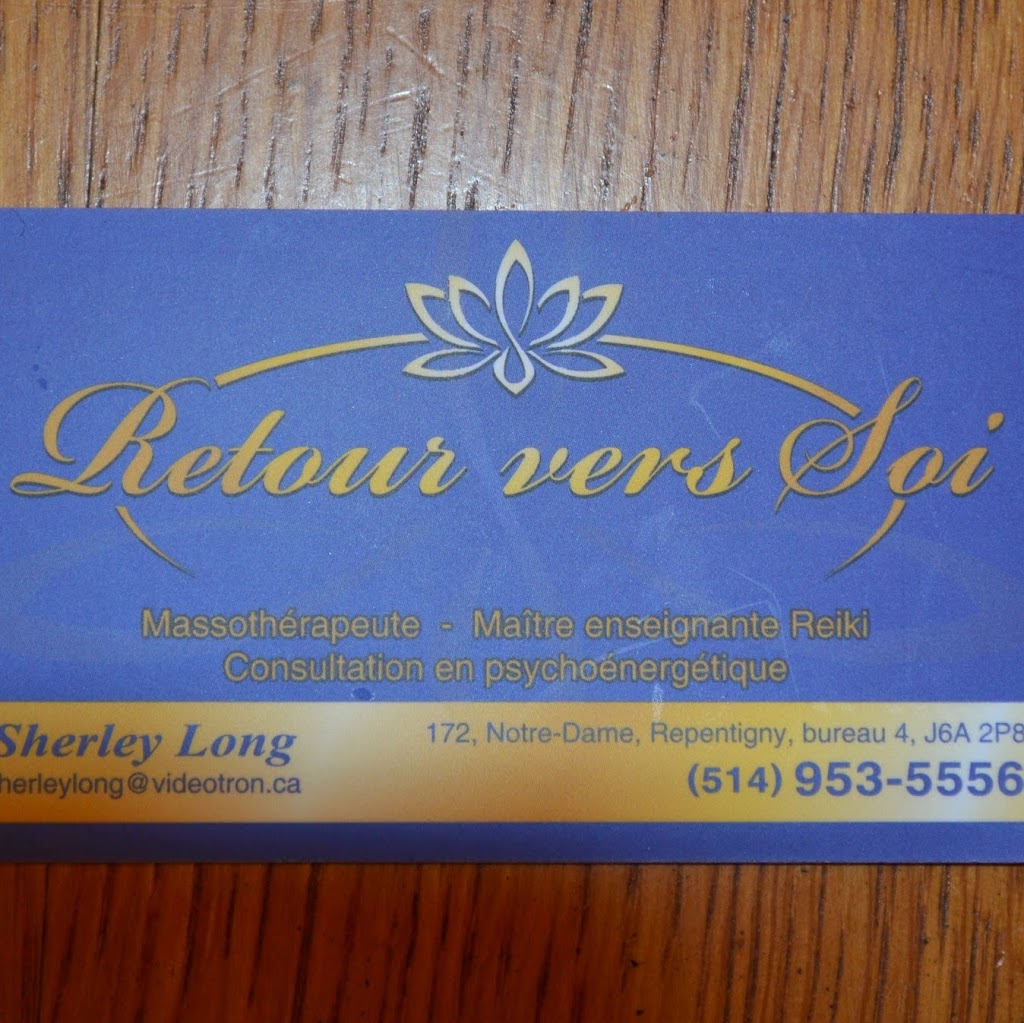 Retour vers Soi
Massothérapeute - Maître enseignante Reiki
Consultation en psychoénergétique
Sherley Long
herleylong@videotron.ca
172, Notre-Dame, Repentigny, bureau 4, J6A 2P8
(514) 953-5556